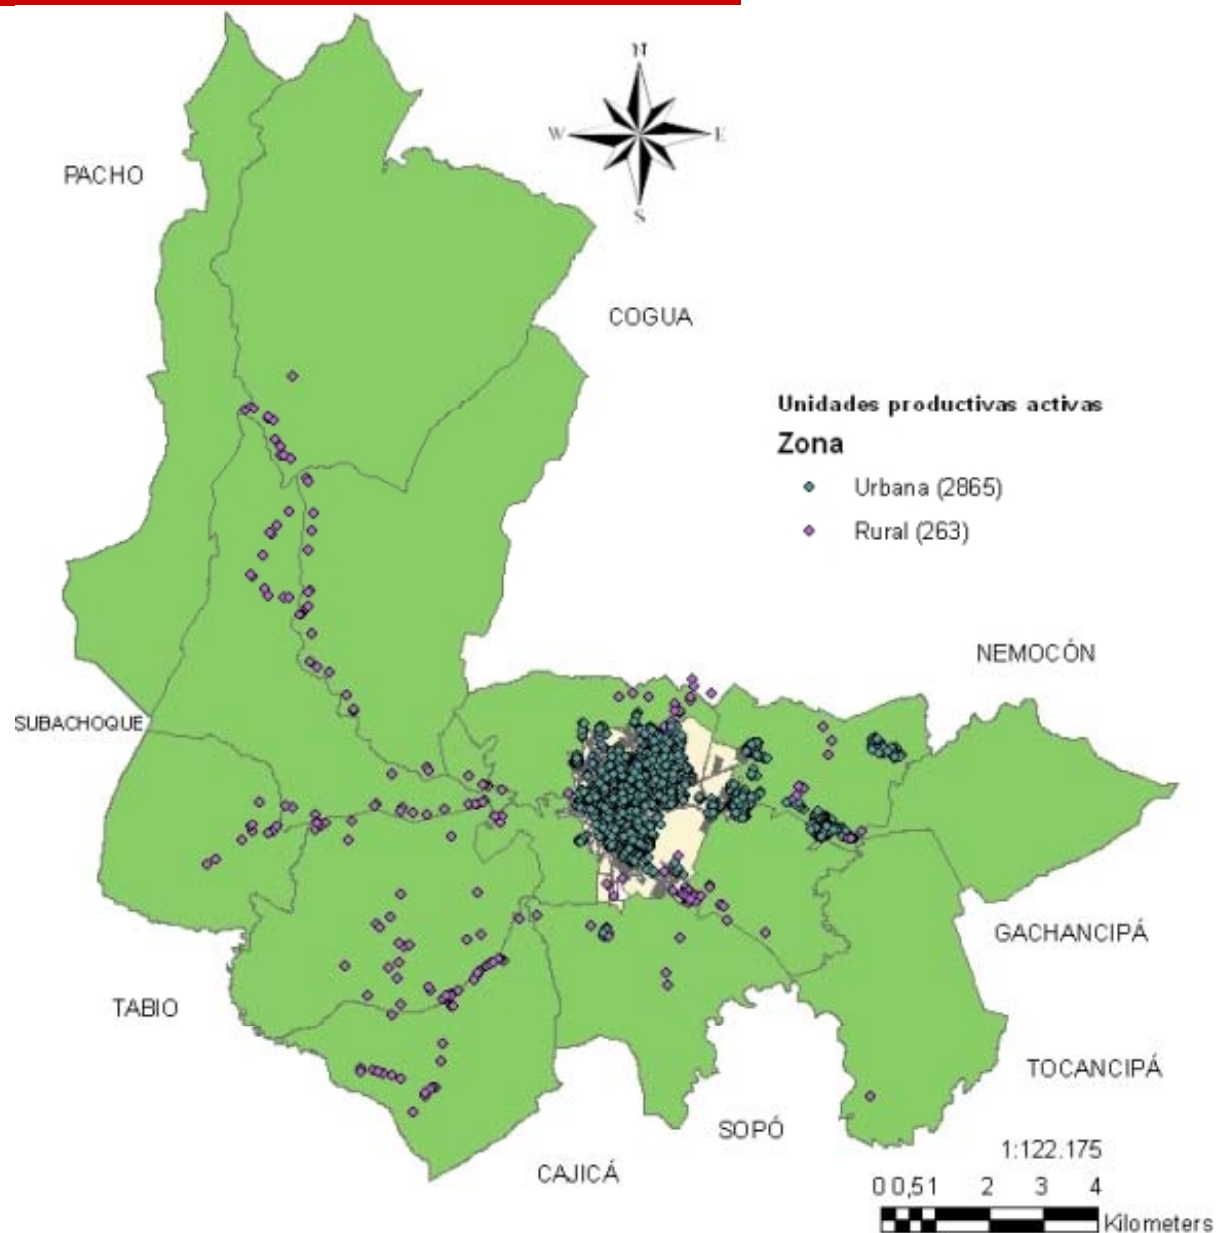 N
W E
S
PACHO
COGUA
Unidades productivas activas
Zona
Urbana (2865)
Rural (263)
NEMOCÓN
SUBACHOQUE
GACHANCIPÁ
TABIO
TOCANCIPÁ
SOPÓ
CAJICÁ
1:122.175
0 0,5 1 2 3 4
Kilometers